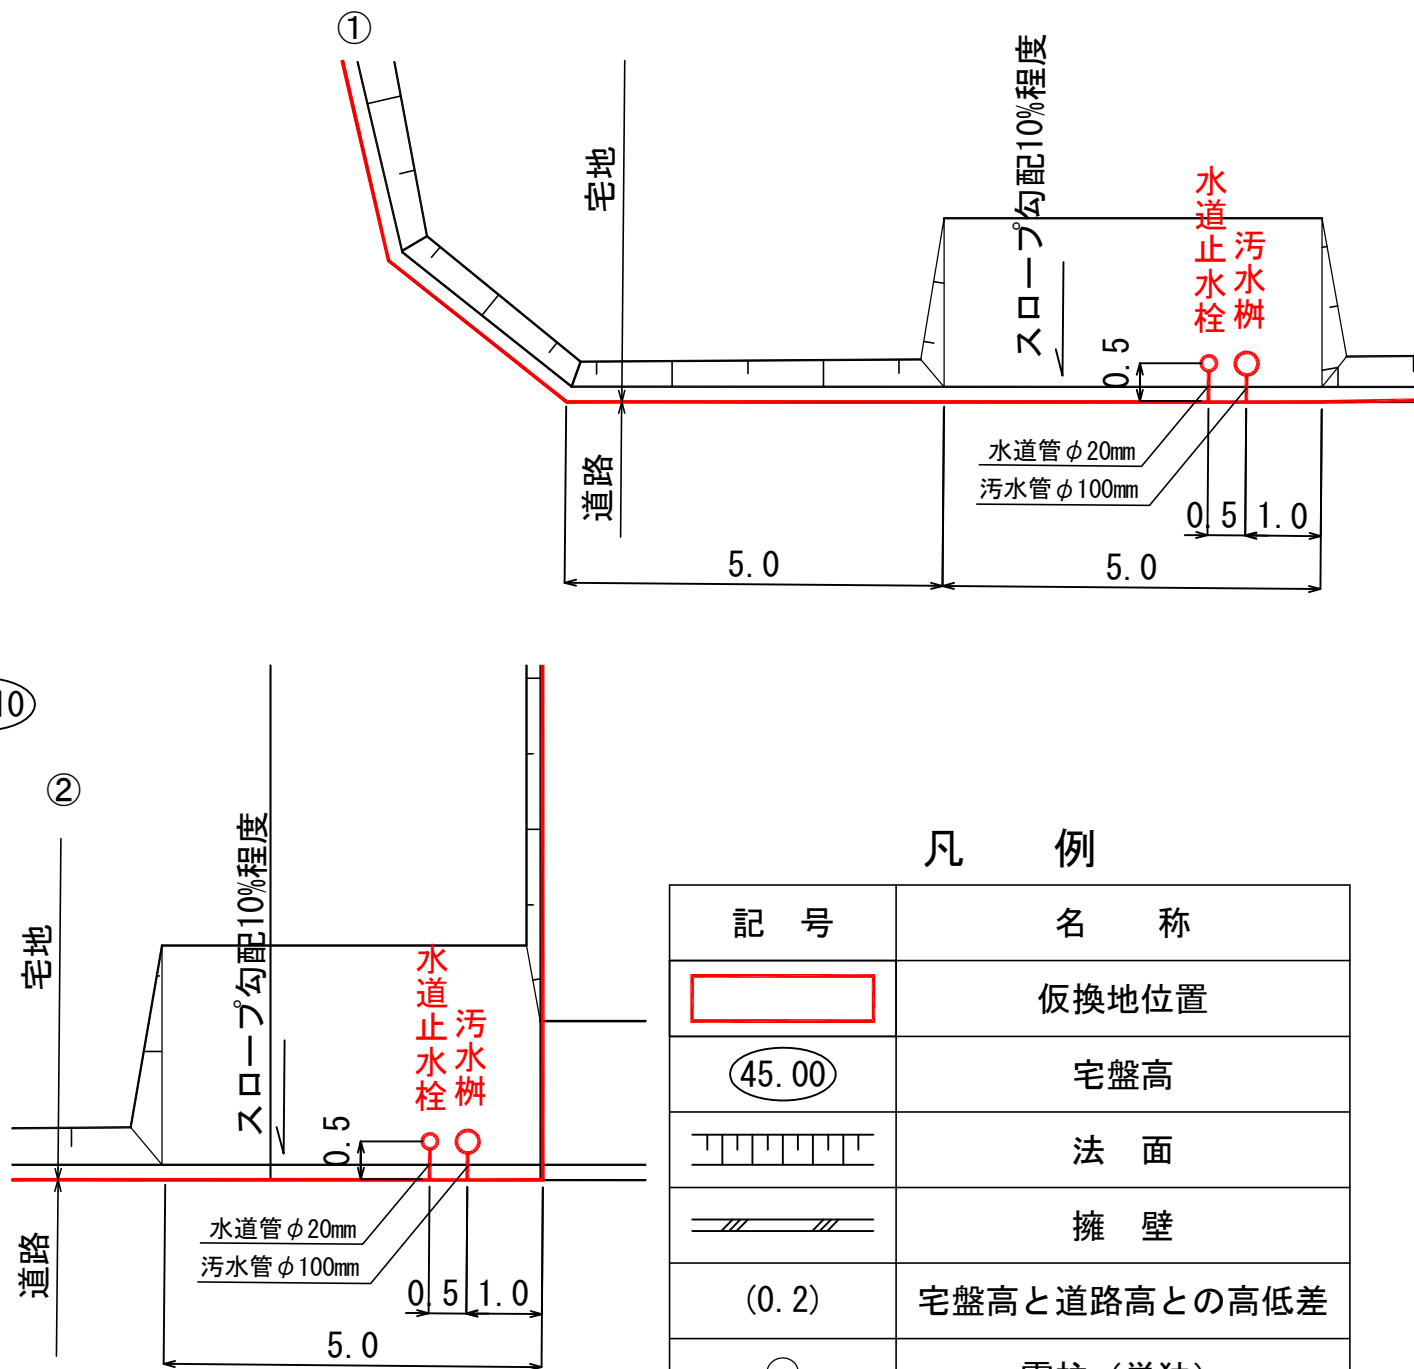 ①
宅地
スロープ勾配10%程度
水道止水栓
汚水桝
0.5
道路
水道管φ20mm
汚水管φ100mm
0.5
1.0
5.0
5.0
10
②
宅地
スロープ勾配10%程度
水道止水栓
汚水桝
0.5
道路
水道管φ20mm
汚水管φ100mm
0.5
1.0
5.0
凡 例
記 号 名 称
仮換地位置
45.00 宅盤高
法 面
擁 壁
(0.2) 宅盤高と道路高との高低差